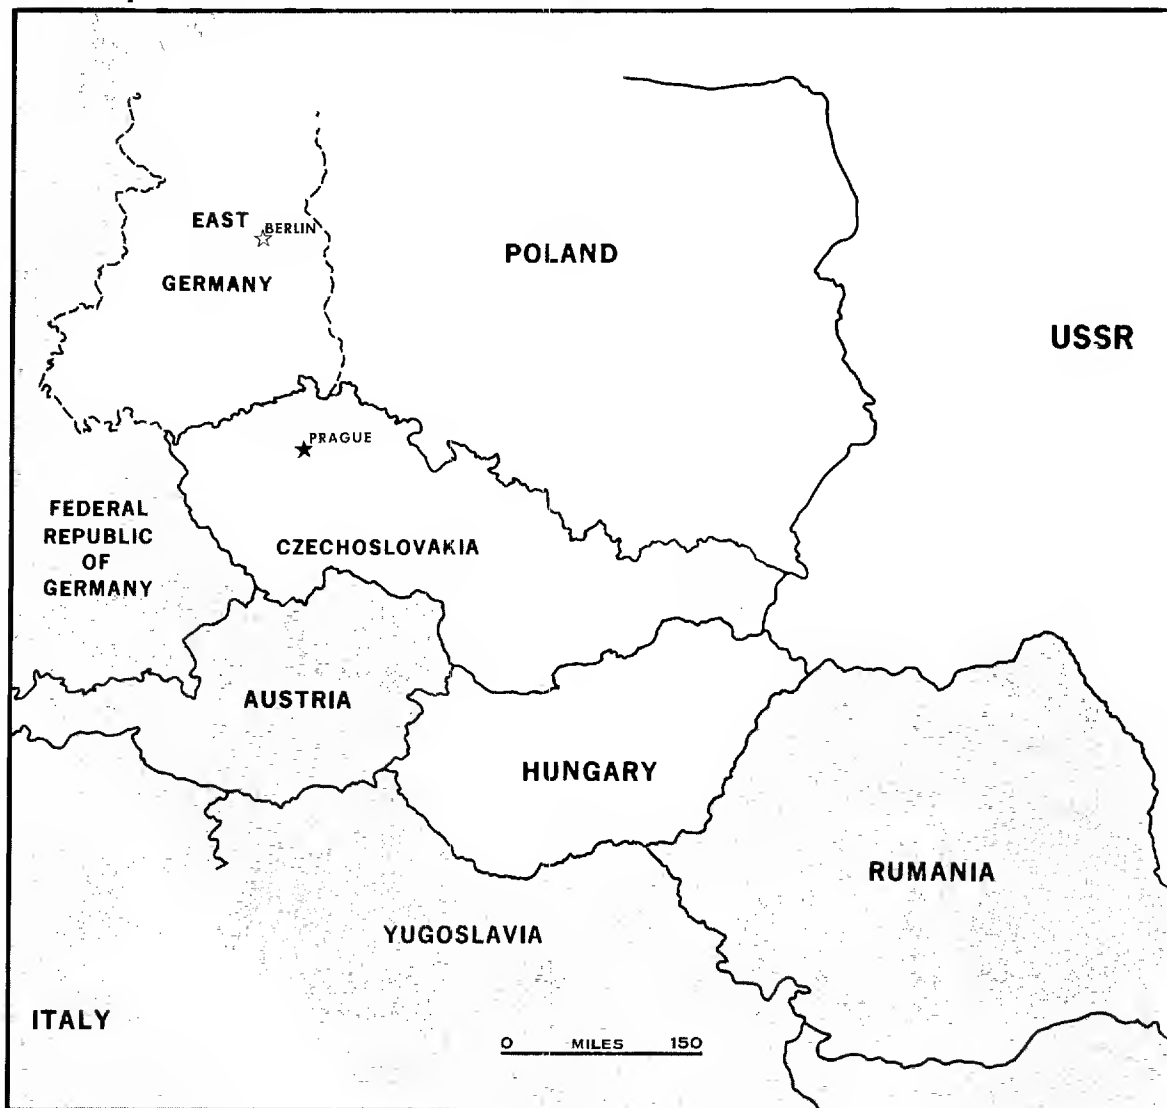 EAST
BERLIN
GERMANY
POLAND
USSR
PRAGUE
FEDERAL
REPUBLIC
OF
GERMANY
CZECHOSLOVAKIA
AUSTRIA
HUNGARY
RUMANIA
YUGOSLAVIA
ITALY
0 MILES 150